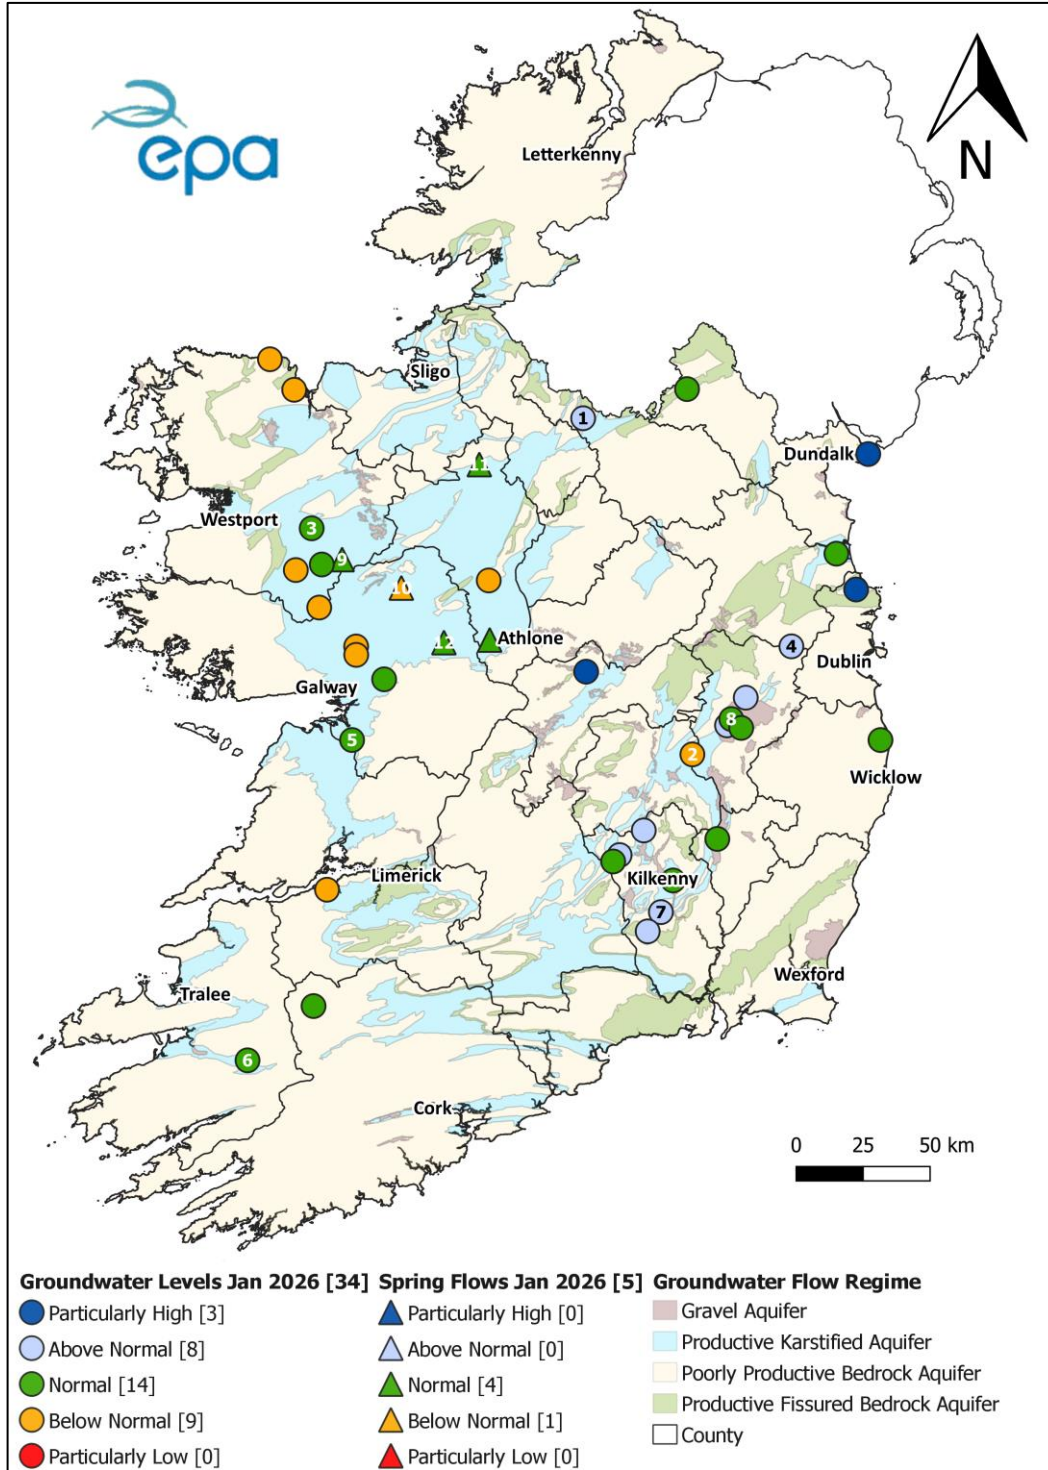 epa
N
Letterkenny
Sligo
1
11
Dundalk
Westport
3
9
10
12
Athlone
4
Dublin
Galway
8
5
2
Wicklow
Limerick
Kilkenny
7
Wexford
Tralee
6
Cork
0 25 50 km
Groundwater Levels Jan 2026 [34]
Particularly High [3]
Above Normal [8]
Normal [14]
Below Normal [9]
Particularly Low [0]
Spring Flows Jan 2026 [5]
Particularly High [0]
Above Normal [0]
Normal [4]
Below Normal [1]
Particularly Low [0]
Groundwater Flow Regime
Gravel Aquifer
Productive Karstified Aquifer
Poorly Productive Bedrock Aquifer
Productive Fissured Bedrock Aquifer
County